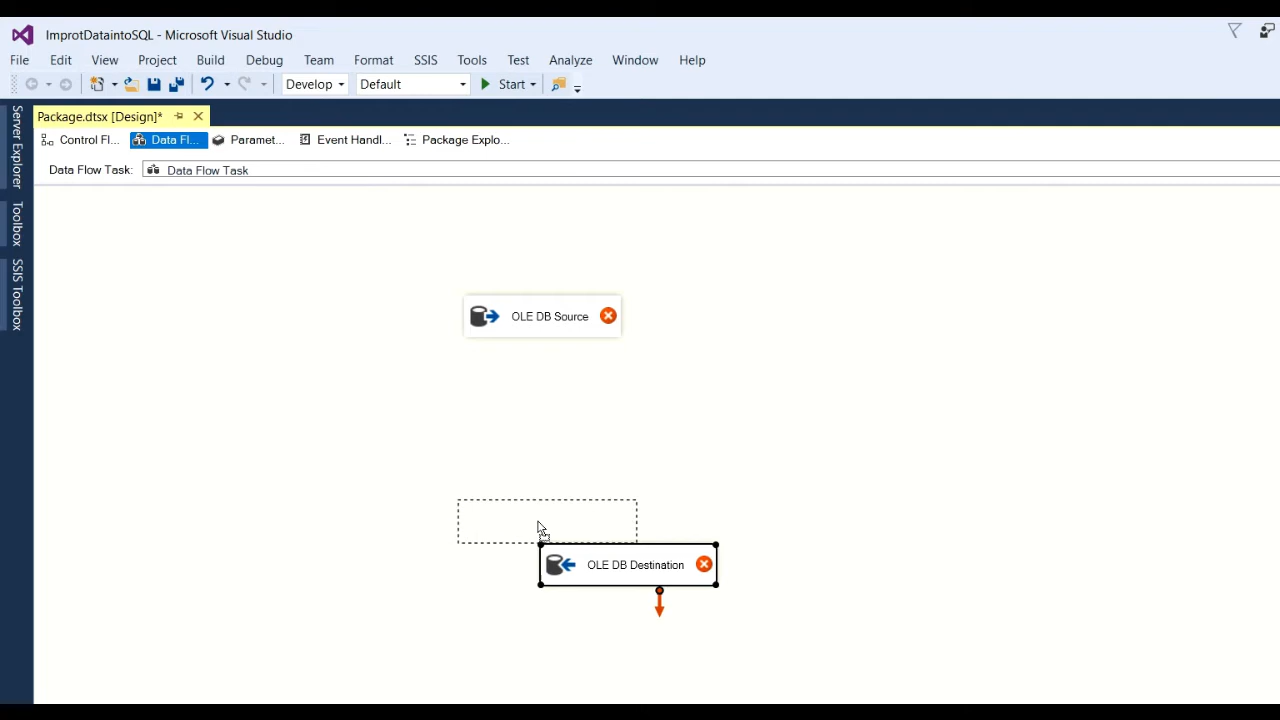 ImprotDataintoSQL - Microsoft Visual Studio
File Edit View Project Build Debug Team Format SSIS Tools Test Analyze Window Help
Develop Default Start
Package.dtsx [Design]*
Control Fl... Data Fl... Paramet... Event Handl... Package Explo...
Data Flow Task: Data Flow Task
Server Explorer
Toolbox
SSIS Toolbox
OLE DB Source
OLE DB Destination